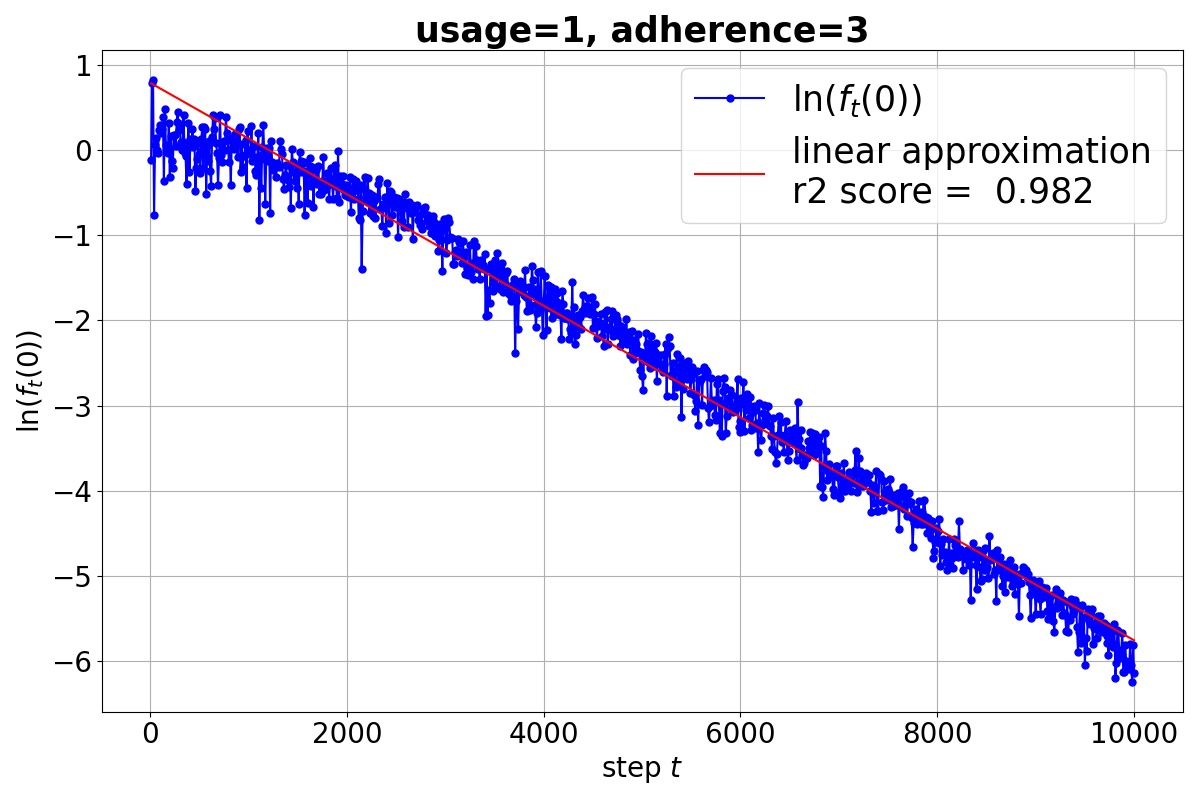 usage=1, adherence=3
ln(f_t(0))
linear approximation
r2 score =  0.982
1
0
−1
−2
−3
−4
−5
−6
ln(f_t(0))
0
2000
4000
6000
8000
10000
step t